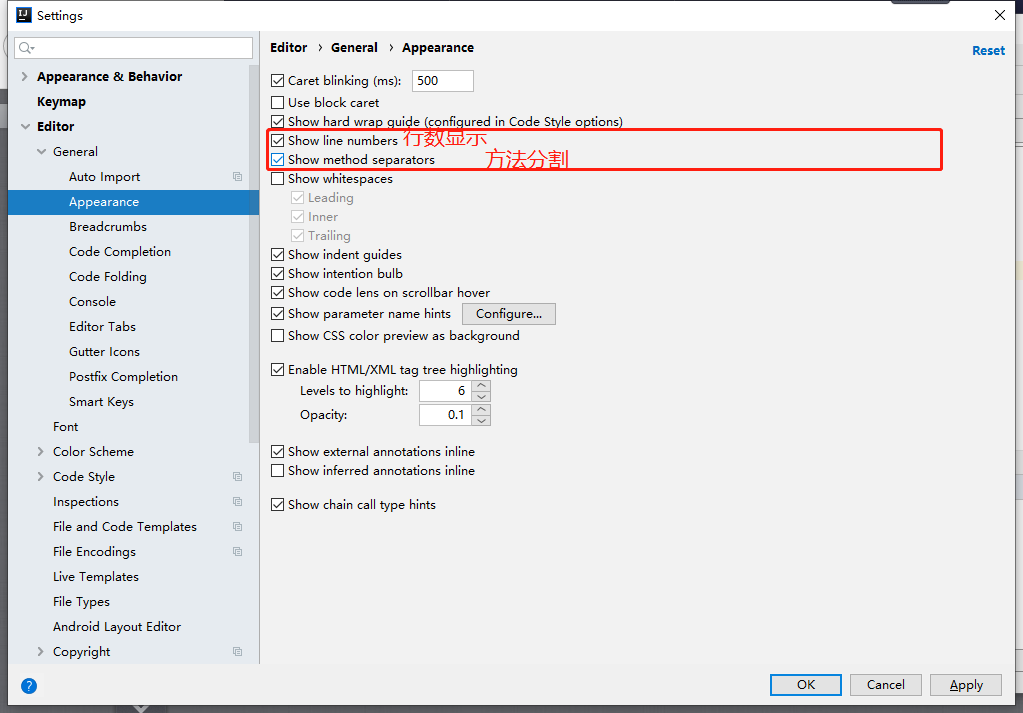 Settings
Editor › General › Appearance
Reset
Appearance & Behavior
Keymap
Editor
General
Auto Import
Appearance
Breadcrumbs
Code Completion
Code Folding
Console
Editor Tabs
Gutter Icons
Postfix Completion
Smart Keys
Font
Color Scheme
Code Style
Inspections
File and Code Templates
File Encodings
Live Templates
File Types
Android Layout Editor
Copyright
Caret blinking (ms): 500
Use block caret
Show hard wrap guide (configured in Code Style options)
Show line numbers 行数显示
Show method separators 方法分割
Show whitespaces
Leading
Inner
Trailing
Show indent guides
Show intention bulb
Show code lens on scrollbar hover
Show parameter name hints Configure...
Show CSS color preview as background
Enable HTML/XML tag tree highlighting
Levels to highlight: 6
Opacity: 0.1
Show external annotations inline
Show inferred annotations inline
Show chain call type hints
?
OK Cancel Apply